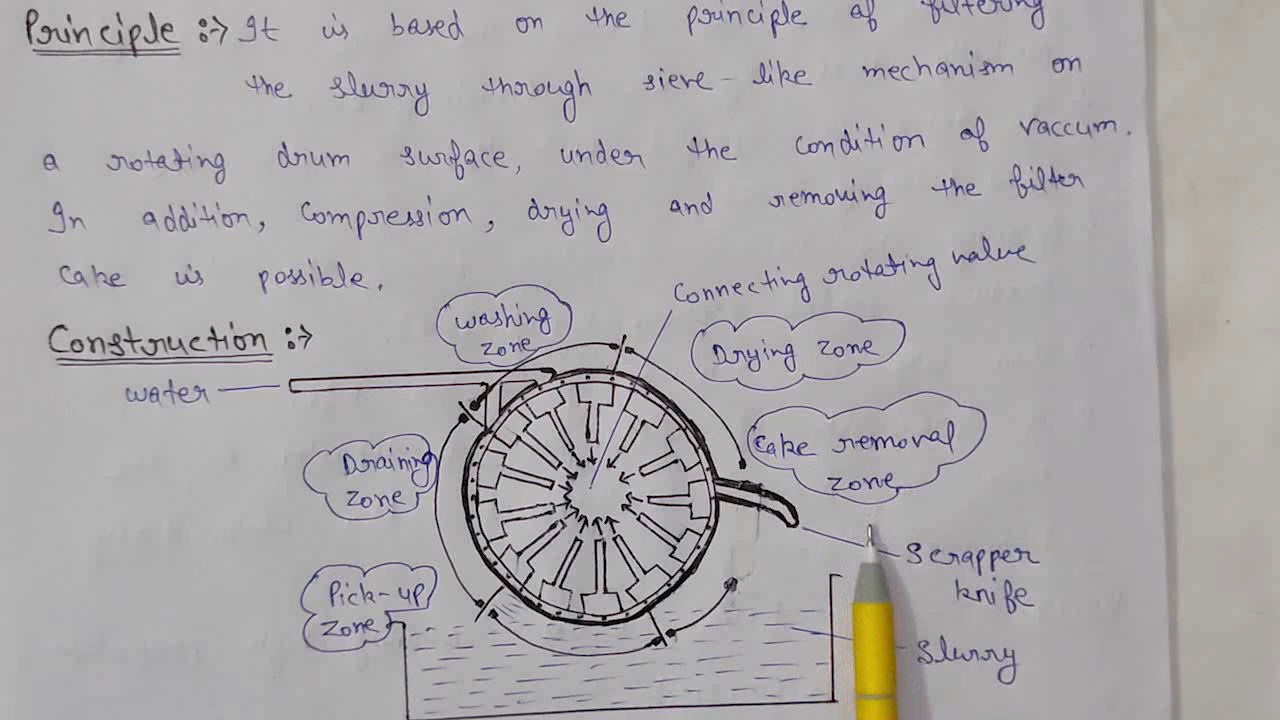 Principle :-> It is based on the principle of filtering
the slurry through sieve-like mechanism on
a rotating drum surface, under the condition of vaccum.
In addition, Compression, drying and removing the filter
Cake is possible.
Connecting rotating valve
Construction :->
washing
zone
Drying zone
water
Cake removal
zone
Draining
zone
Scrapper
knife
Pick-up
zone
Slurry